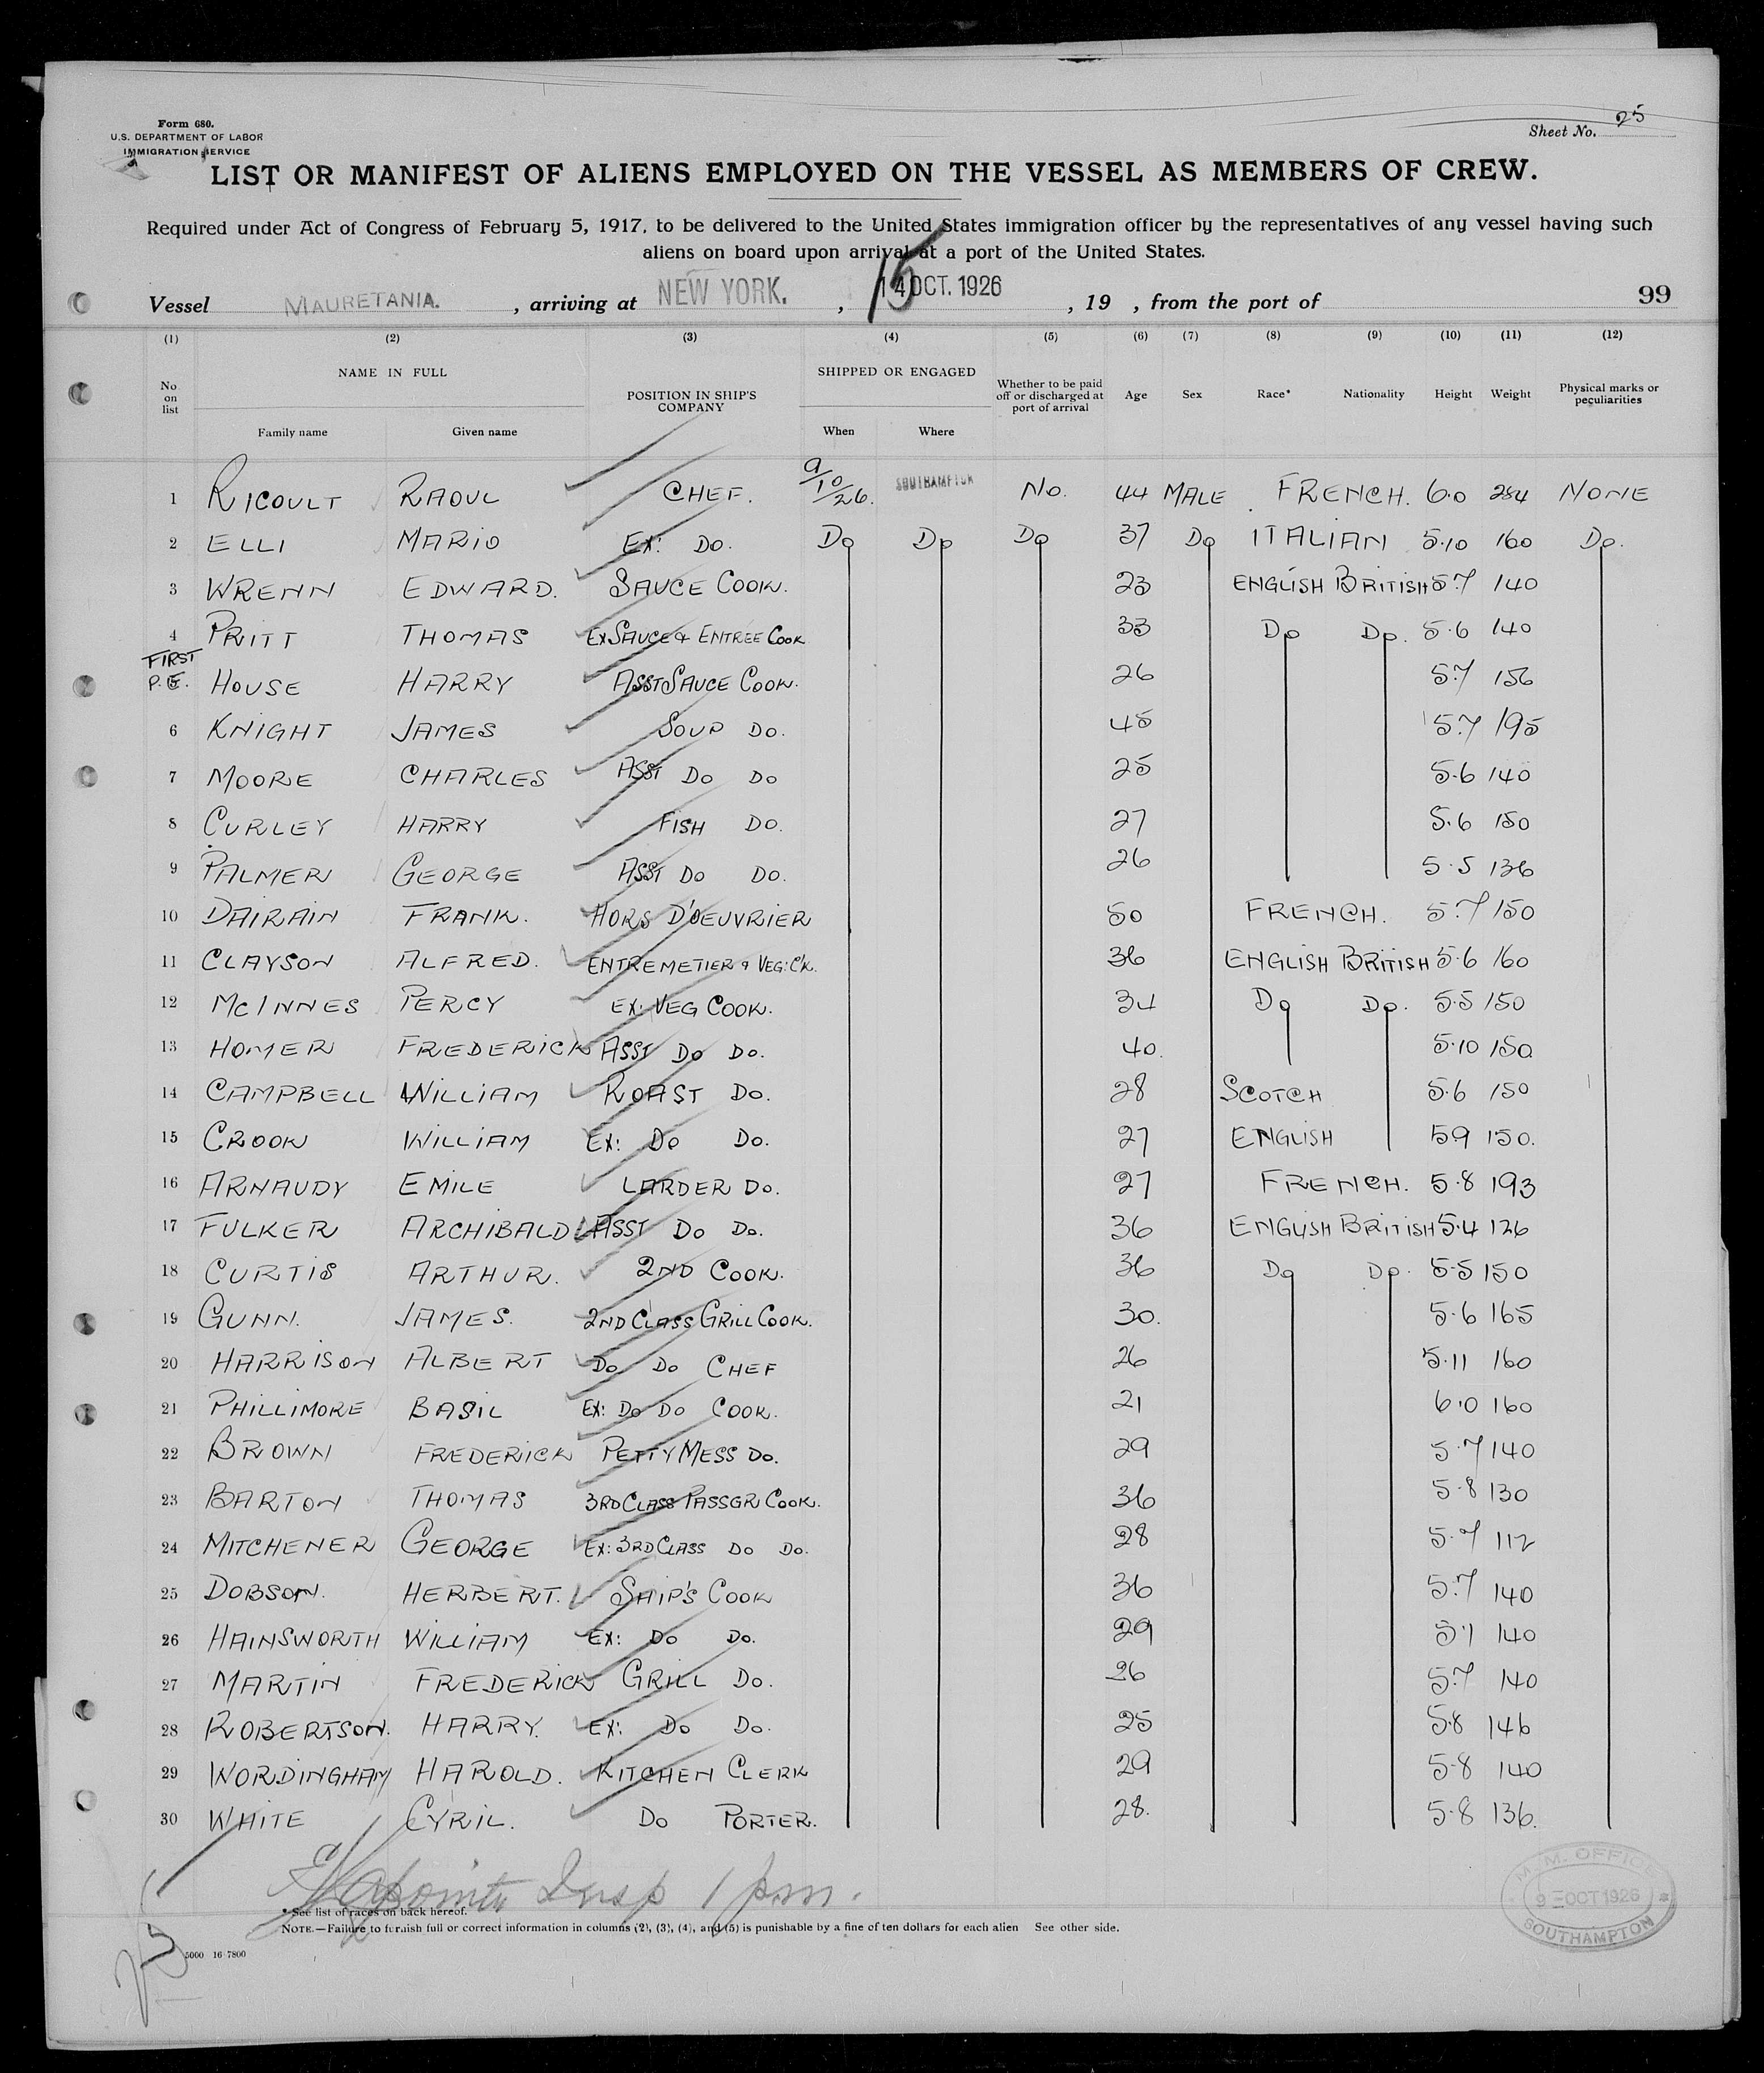 Form 680.
U.S. DEPARTMENT OF LABOR
IMMIGRATION SERVICE
Sheet No. 25
LIST OR MANIFEST OF ALIENS EMPLOYED ON THE VESSEL AS MEMBERS OF CREW.
Required under Act of Congress of February 5, 1917, to be delivered to the United States immigration officer by the representatives of any vessel having such
aliens on board upon arrival at a port of the United States.
Vessel MAURETANIA. , arriving at NEW YORK. , 15 14 OCT. 1926 , 19 , from the port of 99
(1) (2) (3) (4) (5) (6) (7) (8) (9) (10) (11) (12)
No on list NAME IN FULL Family name Given name POSITION IN SHIP'S COMPANY SHIPPED OR ENGAGED When Where Whether to be paid off or discharged at port of arrival Age Sex Race* Nationality Height Weight Physical marks or peculiarities
1 RICOULT RAOUL CHEF. 9/10/26. SOUTHAMPTON No. 44 MALE FRENCH. 6.0 284 NONE
2 ELLI MARIO EX: DO. Do Do Do 37 Do ITALIAN 5.10 160 Do.
3 WRENN EDWARD. SAUCE COOK. 23 ENGLISH BRITISH 5.7 140
4 PRITT THOMAS EX SAUCE & ENTREE COOK 33 Do Do. 5.6 140
FIRST P.E. HOUSE HARRY ASST SAUCE COOK. 26 5.7 156
6 KNIGHT JAMES SOUP DO. 45 5.7 195
7 MOORE CHARLES ASST DO DO 25 5.6 140
8 CURLEY HARRY FISH DO. 27 5.6 150
9 PALMER GEORGE ASST DO DO. 26 5.5 136
10 DAIRAIN FRANK. HORS D'OEUVRIER 50 FRENCH. 5.7 150
11 CLAYSON ALFRED. ENTREMETIER & VEG: CK. 36 ENGLISH BRITISH 5.6 160
12 MCINNES PERCY EX: VEG COOK. 34 Do Do. 5.5 150
13 HOMER FREDERICK ASST DO DO. 40. 5.10 150
14 CAMPBELL WILLIAM ROAST DO. 28 SCOTCH 5.6 150
15 CROOK WILLIAM EX: DO DO. 27 ENGLISH 5 9 150.
16 ARNAUDY EMILE LARDER DO. 27 FRENCH. 5.8 193
17 FULKER ARCHIBALD ASST DO DO. 36 ENGLISH BRITISH 5.4 126
18 CURTIS ARTHUR. 2ND COOK. 36 Do Do. 5.5 150
19 GUNN. JAMES. 2ND CLASS GRILL COOK. 30. 5.6 165
20 HARRISON ALBERT DO DO CHEF 26 5.11 160
21 PHILLIMORE BASIL EX: DO DO COOK. 21 6.0 160
22 BROWN FREDERICK PETTY MESS DO. 29 5.7 140
23 BARTON THOMAS 3RD CLASS PASSGR COOK. 36 5.8 130
24 MITCHENER GEORGE EX: 3RD CLASS DO DO. 28 5.7 112
25 DOBSON. HERBERT. SHIP'S COOK 36 5.7 140
26 HAINSWORTH WILLIAM EX: DO DO. 29 5.1 140
27 MARTIN FREDERICK GRILL DO. 26 5.7 140
28 ROBERTSON. HARRY. EX: DO DO. 25 5.8 146
29 WORDINGHAM HAROLD. KITCHEN CLERK 29 5.8 140
30 WHITE CYRIL. DO PORTER. 28. 5.8 136.
Insp 1 p.m.
* See list of races on back hereof.
NOTE.—Failure to furnish full or correct information in columns (2), (3), (4), and (5) is punishable by a fine of ten dollars for each alien See other side.
5000 16-7800
M.M. OFFICE
9 OCT 1926
SOUTHAMPTON